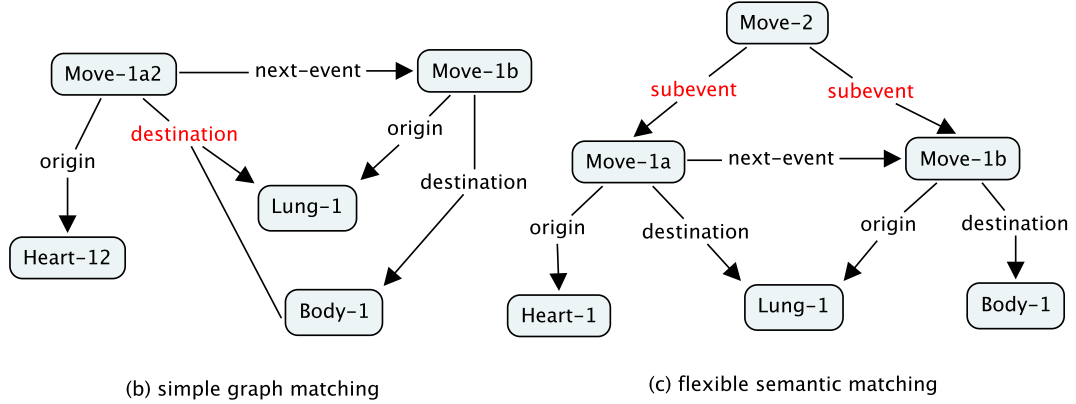 Move-1a2
next-event
Move-1b
origin
destination
origin
destination
Lung-1
Heart-12
Body-1
(b) simple graph matching
Move-2
subevent
subevent
Move-1a
next-event
Move-1b
origin
destination
origin
destination
Heart-1
Lung-1
Body-1
(c) flexible semantic matching